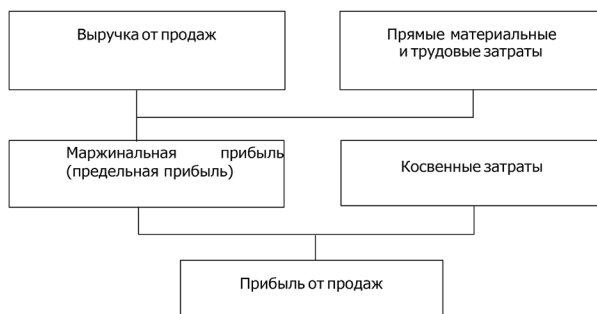 Выручка от продаж
Прямые материальные
и трудовые затраты
Маржинальная прибыль
(предельная прибыль)
Косвенные затраты
Прибыль от продаж